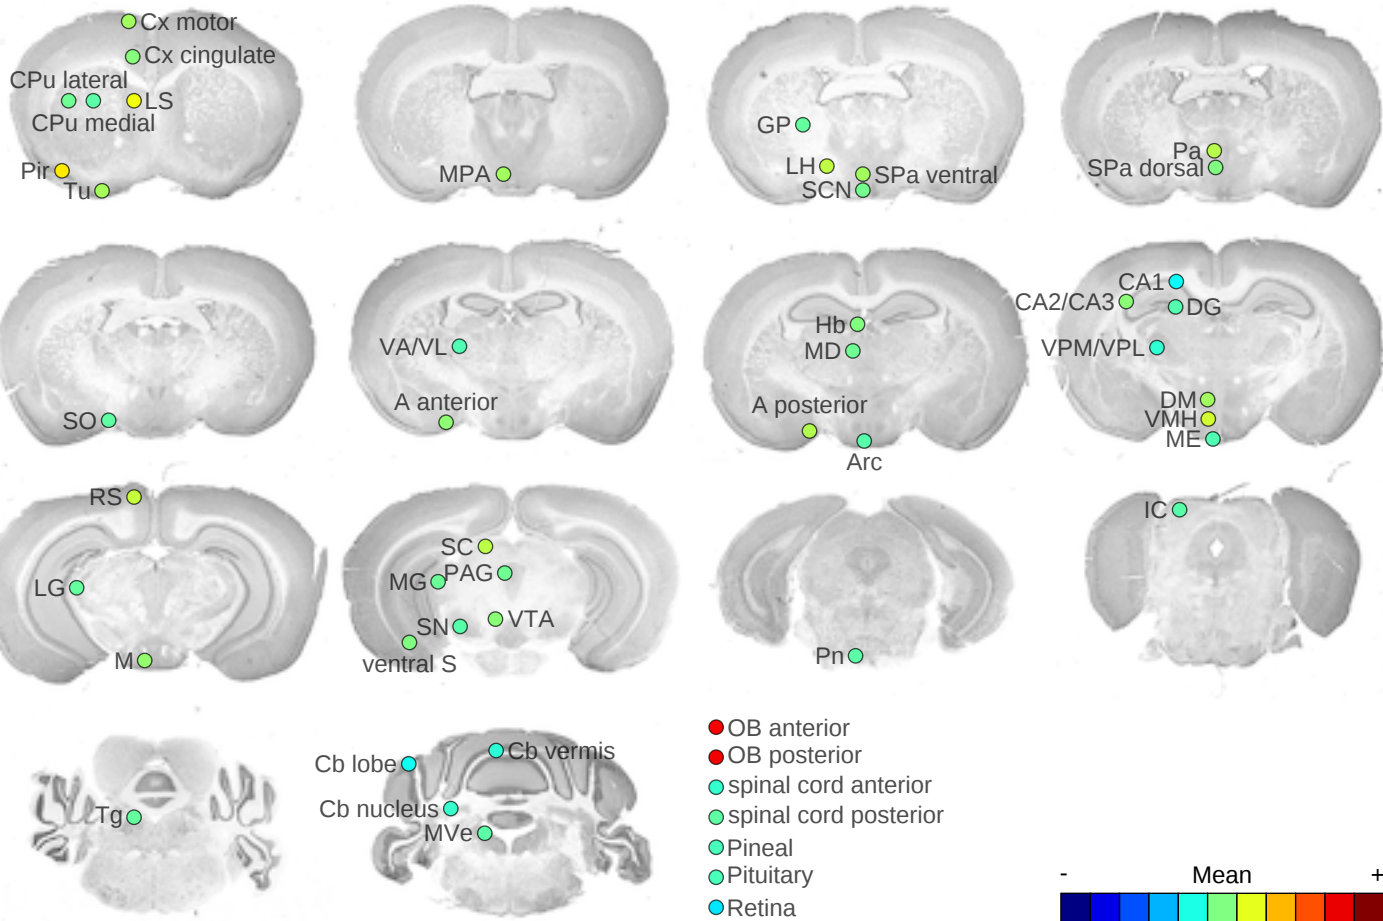 Cx motor
Cx cingulate
CPu lateral
LS
CPu medial
Pir
Tu
MPA
GP
LH
SPa ventral
SCN
Pa
SPa dorsal
SO
VA/VL
A anterior
Hb
MD
A posterior
Arc
CA1
CA2/CA3
DG
VPM/VPL
DM
VMH
ME
RS
LG
M
SC
PAG
MG
VTA
SN
ventral S
Pn
IC
Tg
Cb vermis
Cb lobe
Cb nucleus
MVe
OB anterior
OB posterior
spinal cord anterior
spinal cord posterior
Pineal
Pituitary
Retina
- Mean +